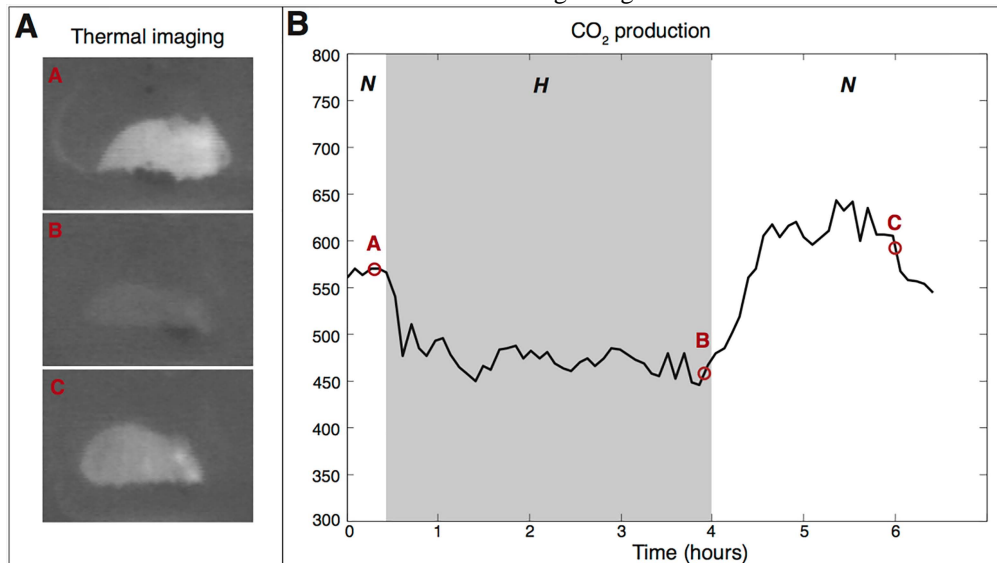 A
Thermal imaging
A
B
C
B
CO₂ production
800
750
700
650
600
550
500
450
400
350
300
N
H
N
A
B
C
0
1
2
3
4
5
6
Time (hours)